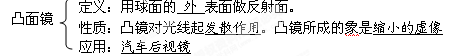 定义：用球面的 外 表面做反射面。
凸面镜 性质：凸镜对光线起发散作用。凸镜所成的象是缩小的虚像
应用：汽车后视镜